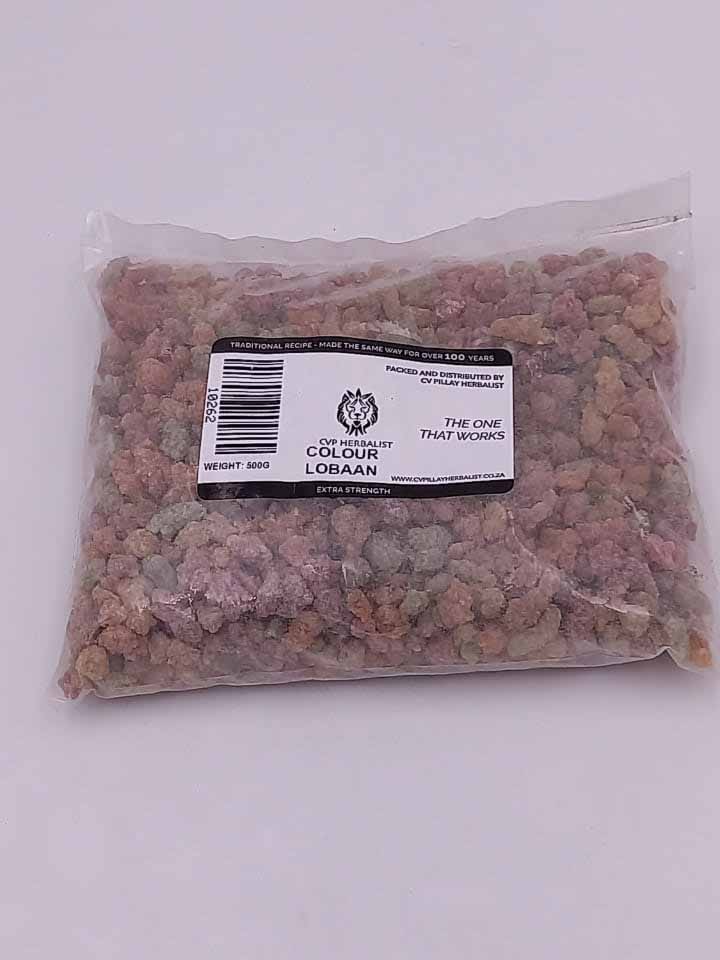 TRADITIONAL RECIPE - MADE THE SAME WAY FOR OVER 100 YEARS
10262
PACKED AND DISTRIBUTED BY
CV PILLAY HERBALIST
CVP HERBALIST
COLOUR
LOBAAN
THE ONE
THAT WORKS
WEIGHT: 500G
WWW.CVPILLAYHERBALIST.CO.ZA
EXTRA STRENGTH